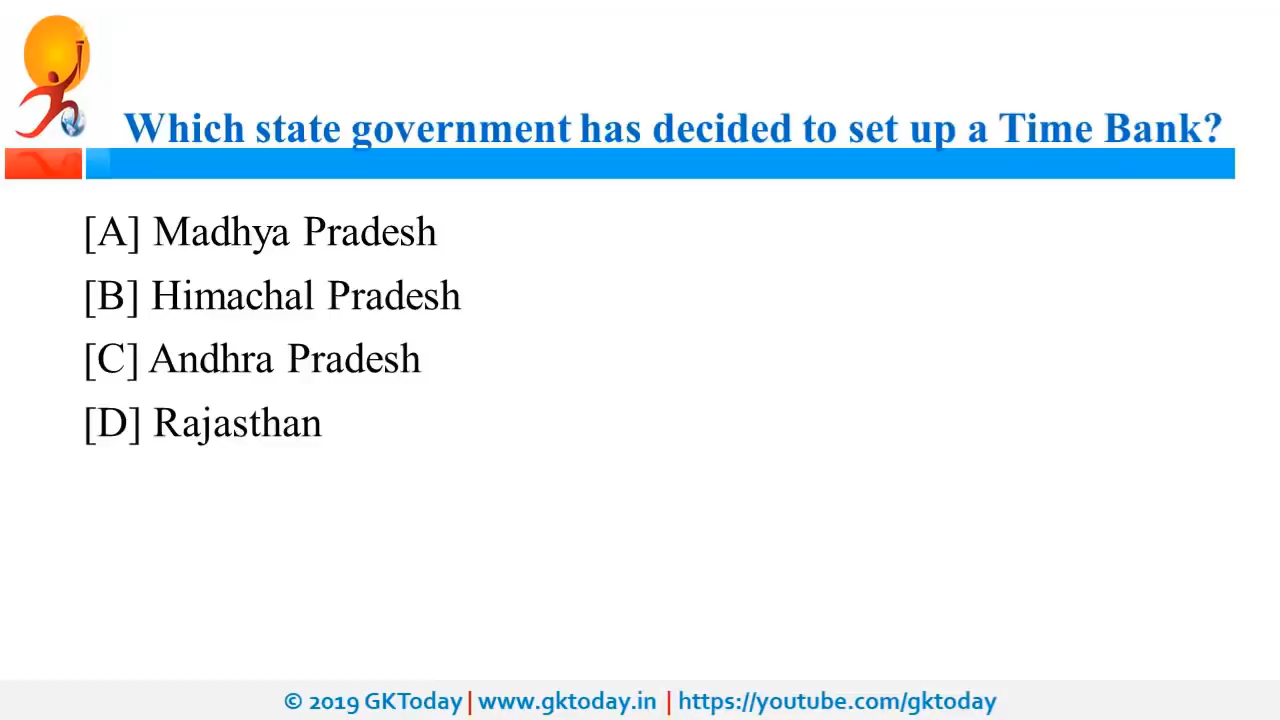 Which state government has decided to set up a Time Bank?
[A] Madhya Pradesh
[B] Himachal Pradesh
[C] Andhra Pradesh
[D] Rajasthan
© 2019 GKToday | www.gktoday.in | https://youtube.com/gktoday